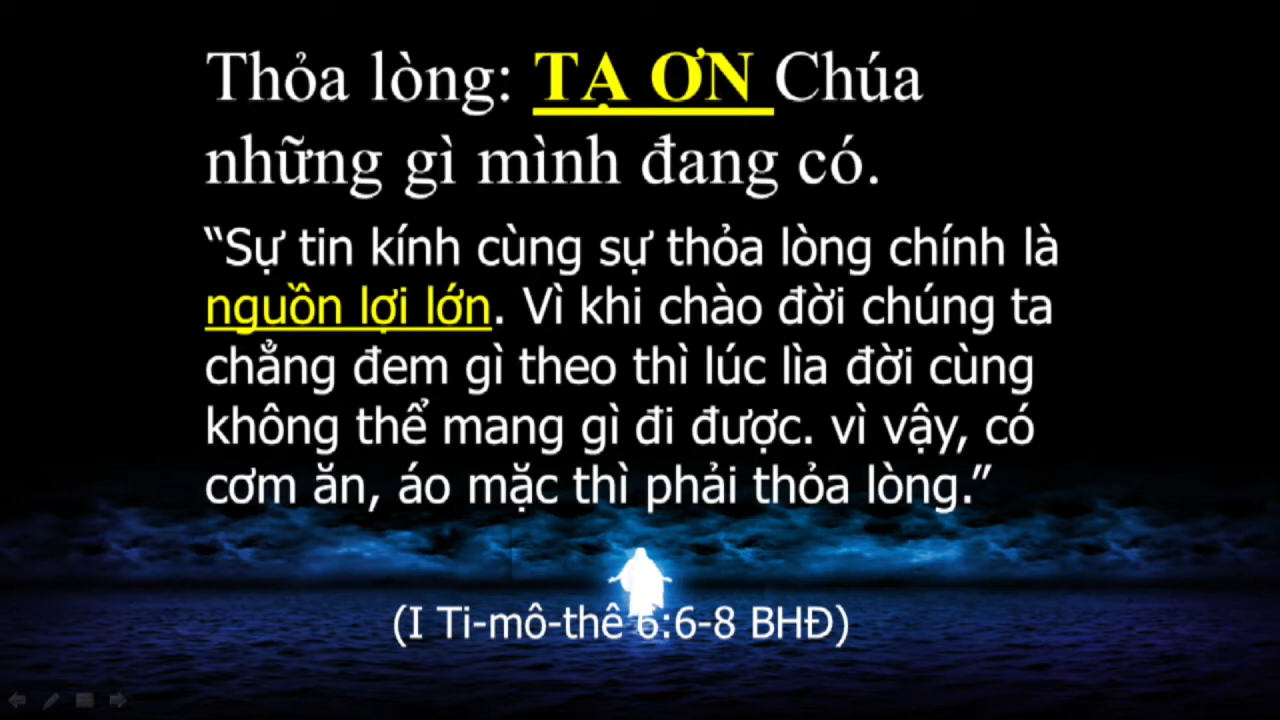 Thỏa lòng: TẠ ƠN Chúa
những gì mình đang có.
“Sự tin kính cùng sự thỏa lòng chính là
nguồn lợi lớn. Vì khi chào đời chúng ta
chẳng đem gì theo thì lúc lìa đời cùng
không thể mang gì đi được. vì vậy, có
cơm ăn, áo mặc thì phải thỏa lòng.”
(I Ti-mô-thê 6:6-8 BHĐ)